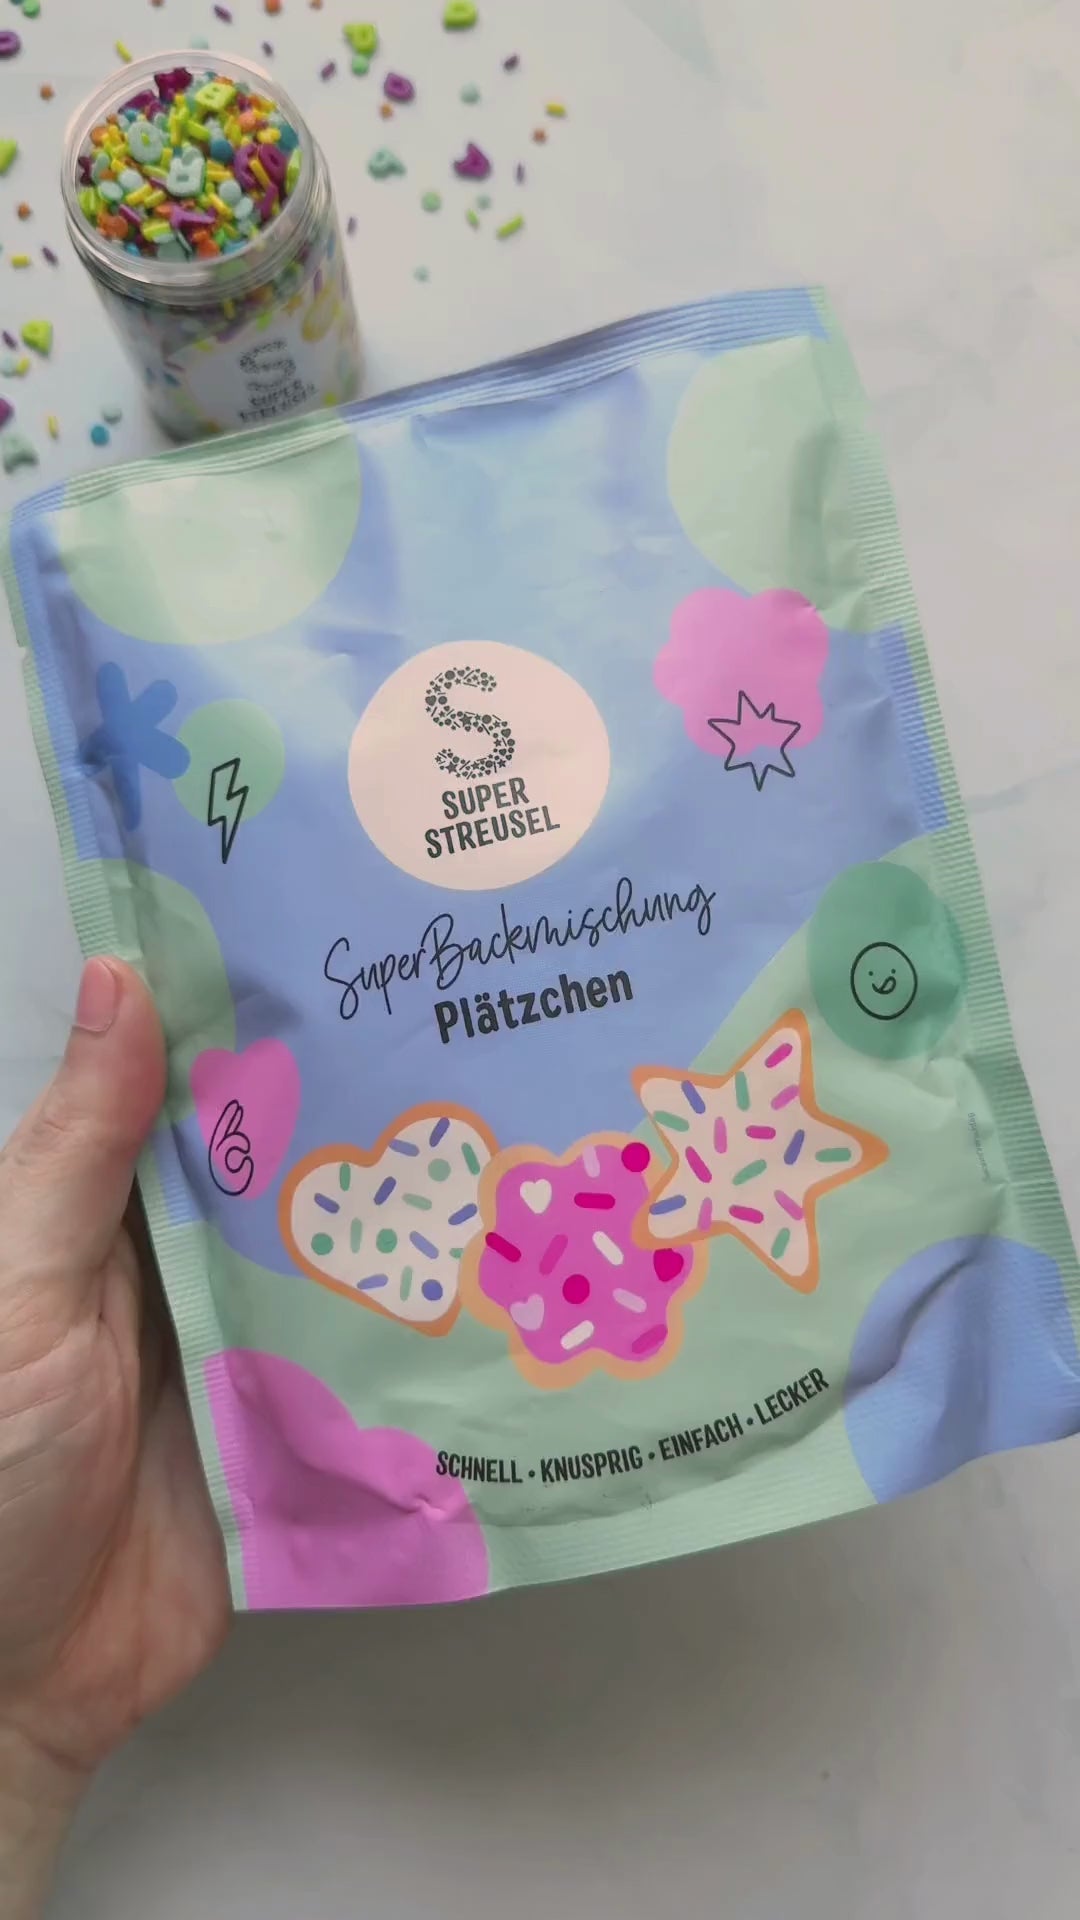 S
SUPER
STREUSEL
S
SUPER
STREUSEL
SuperBackmischung
Plätzchen
SCHNELL • KNUSPRIG • EINFACH • LECKER